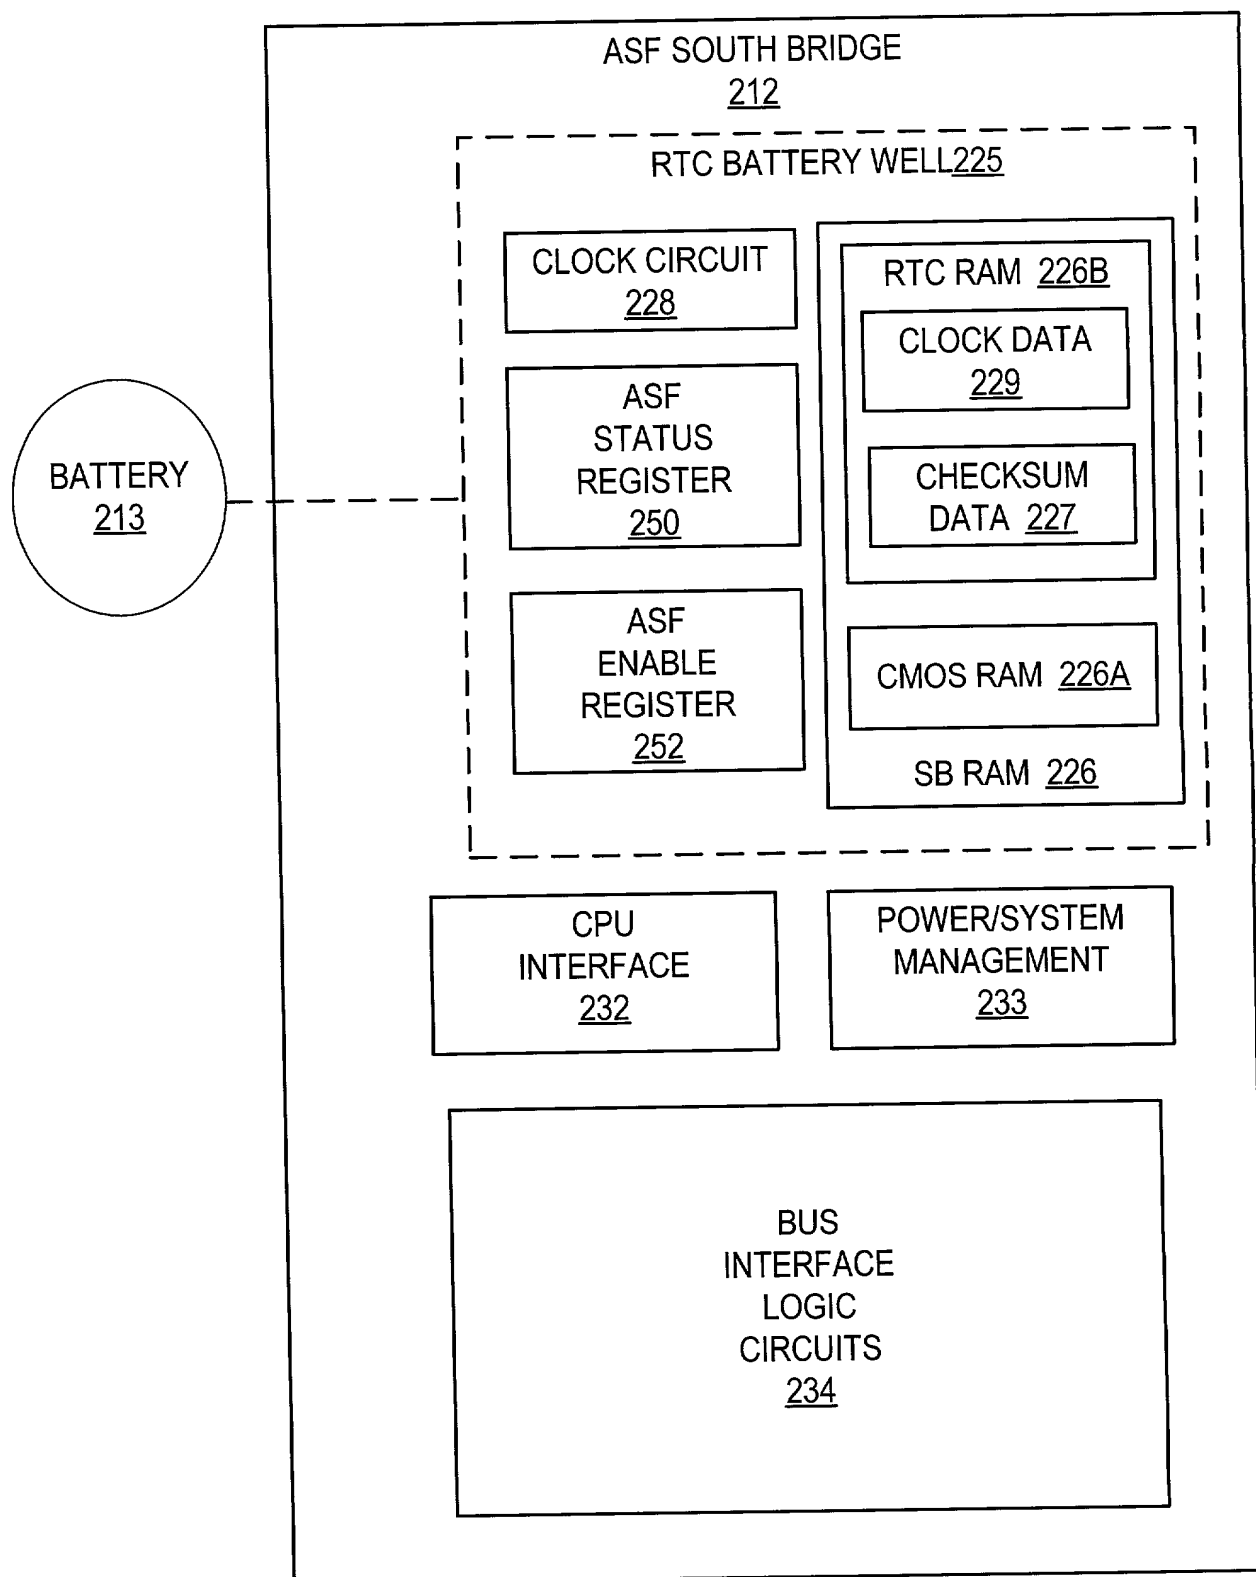 ASF SOUTH BRIDGE
212
RTC BATTERY WELL225
CLOCK CIRCUIT
228
ASF
STATUS
REGISTER
250
ASF
ENABLE
REGISTER
252
RTC RAM 226B
CLOCK DATA
229
CHECKSUM
DATA 227
CMOS RAM 226A
SB RAM 226
BATTERY
213
CPU
INTERFACE
232
POWER/SYSTEM
MANAGEMENT
233
BUS
INTERFACE
LOGIC
CIRCUITS
234